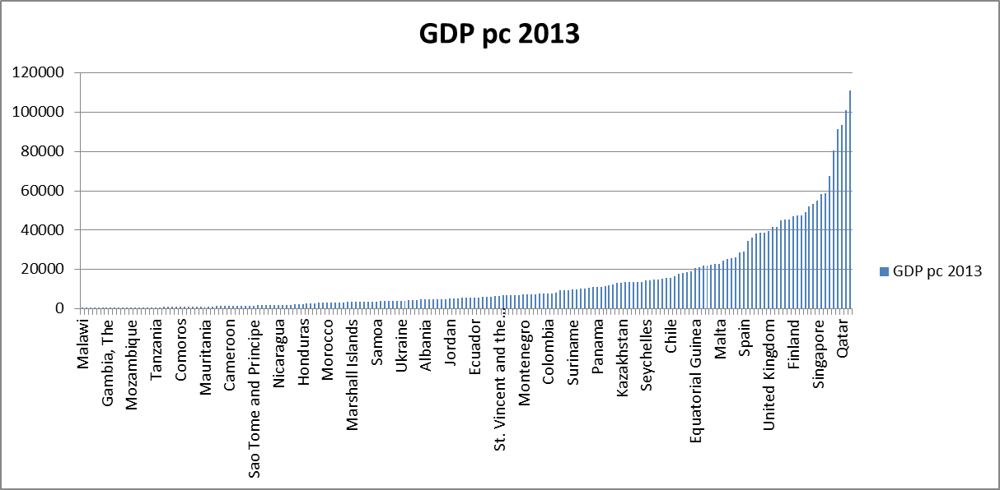 GDP pc 2013
120000
100000
80000
60000
40000
20000
0
GDP pc 2013
Malawi
Gambia, The
Mozambique
Tanzania
Comoros
Mauritania
Cameroon
Sao Tome and Principe
Nicaragua
Honduras
Morocco
Marshall Islands
Samoa
Ukraine
Albania
Jordan
Ecuador
St. Vincent and the…
Montenegro
Colombia
Suriname
Panama
Kazakhstan
Seychelles
Chile
Equatorial Guinea
Malta
Spain
United Kingdom
Finland
Singapore
Qatar